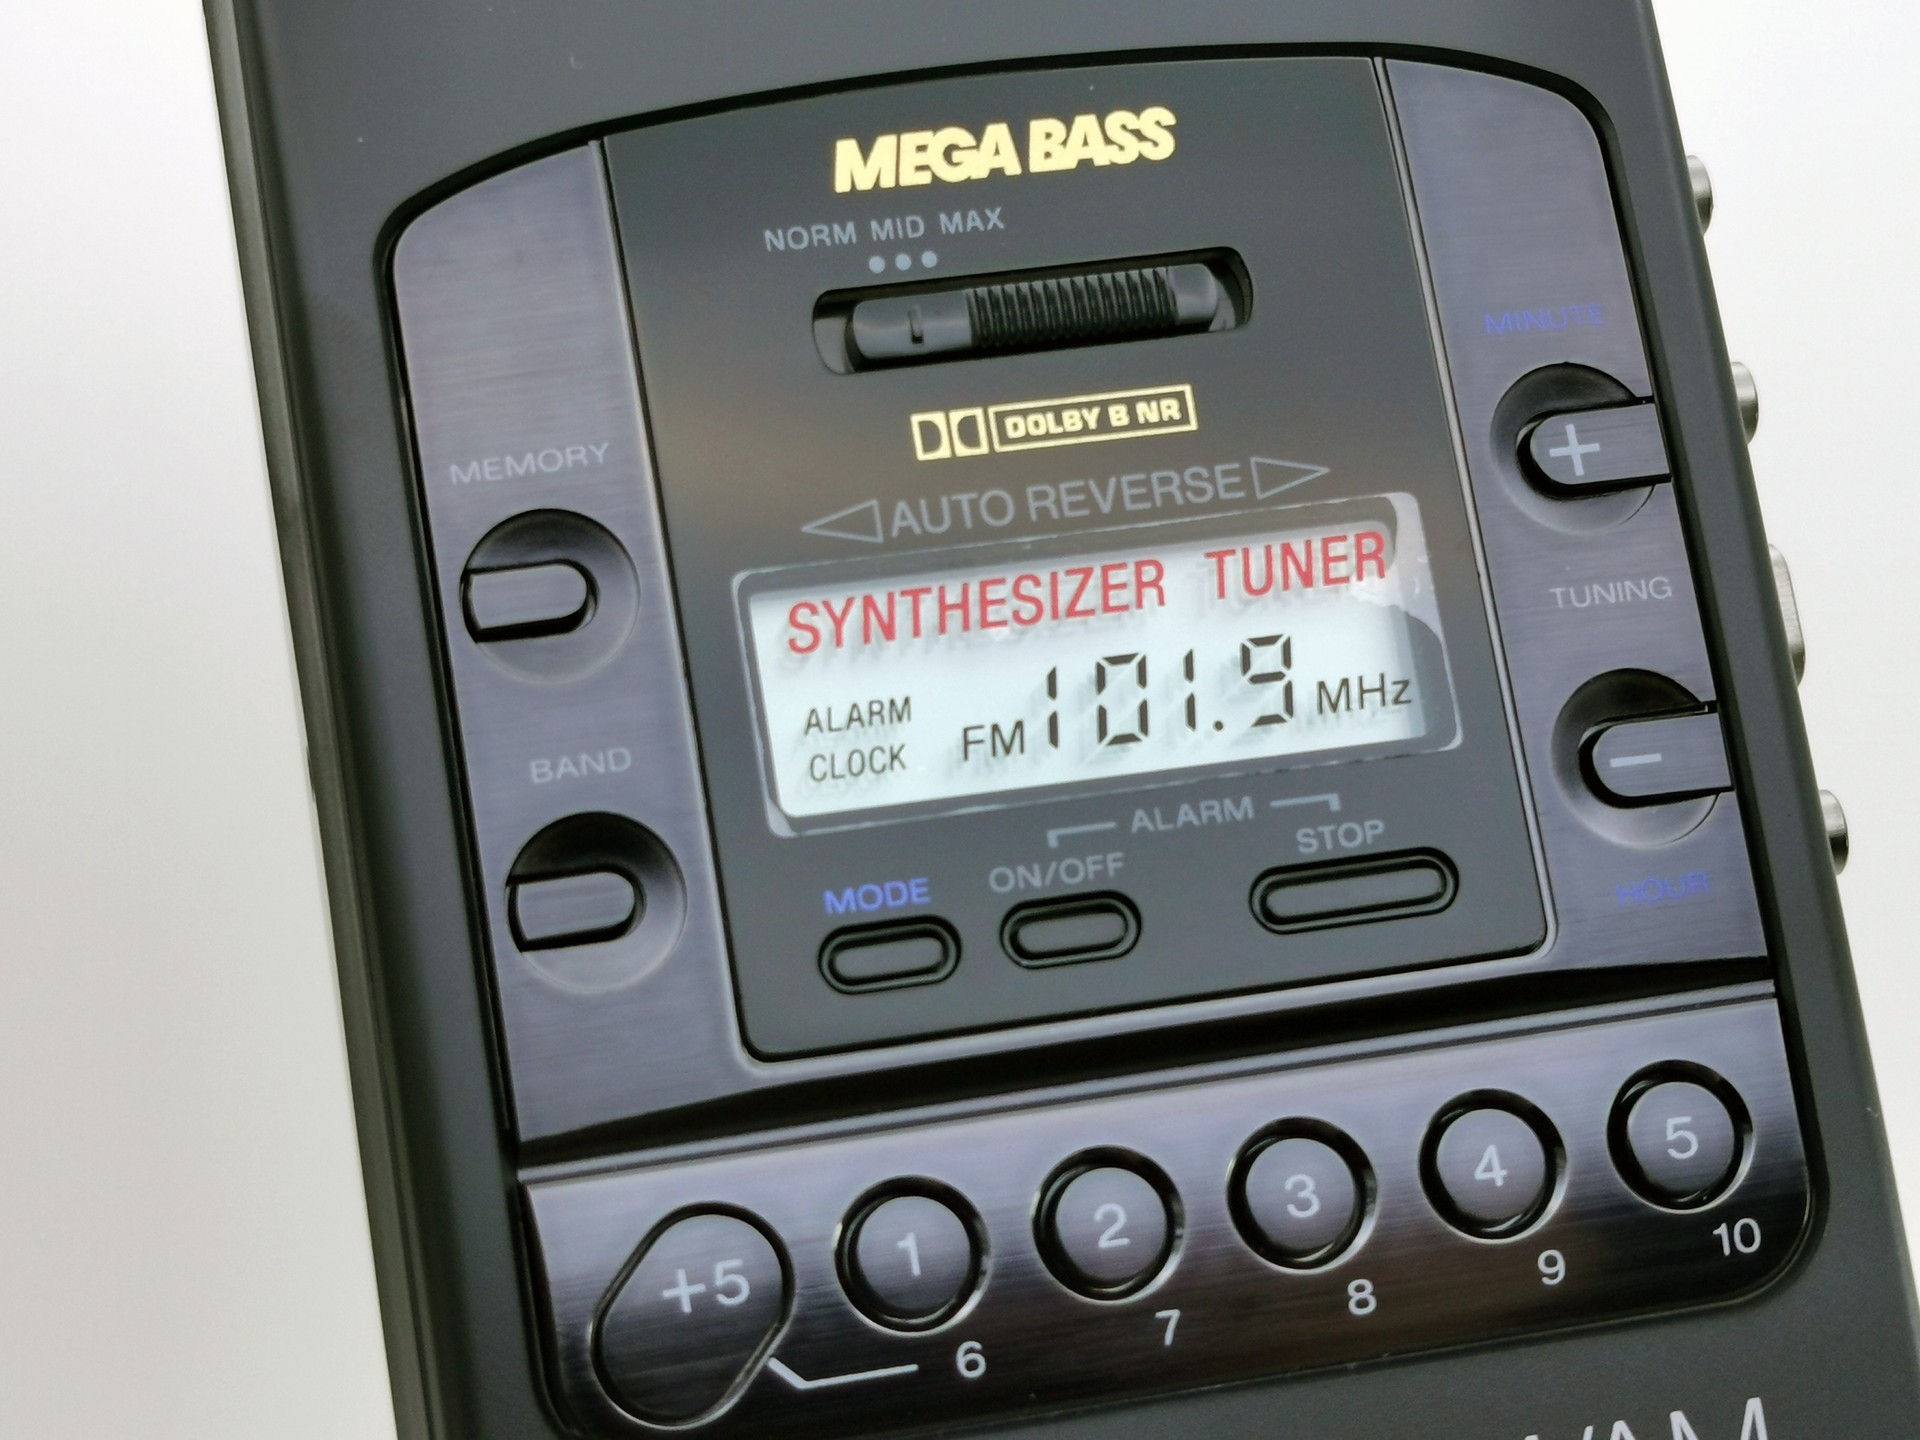 MEGA BASS
NORM MID MAX
DOLBY B NR
AUTO REVERSE
MINUTE
+
MEMORY
SYNTHESIZER TUNER
TUNING
ALARM
CLOCK
FM 101.9 MHz
BAND
−
ALARM
MODE ON/OFF STOP
HOUR
+5 1 2 3 4 5
6 7 8 9 10
/AM